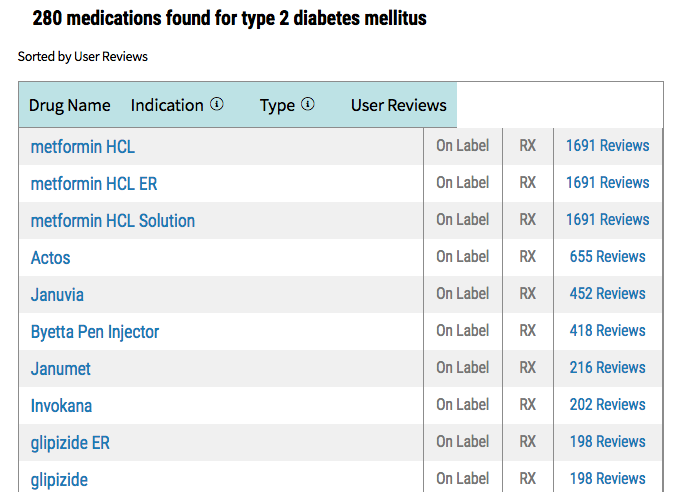 280 medications found for type 2 diabetes mellitus
Sorted by User Reviews
Drug Name Indication Type User Reviews
metformin HCL On Label RX 1691 Reviews
metformin HCL ER On Label RX 1691 Reviews
metformin HCL Solution On Label RX 1691 Reviews
Actos On Label RX 655 Reviews
Januvia On Label RX 452 Reviews
Byetta Pen Injector On Label RX 418 Reviews
Janumet On Label RX 216 Reviews
Invokana On Label RX 202 Reviews
glipizide ER On Label RX 198 Reviews
glipizide On Label RX 198 Reviews